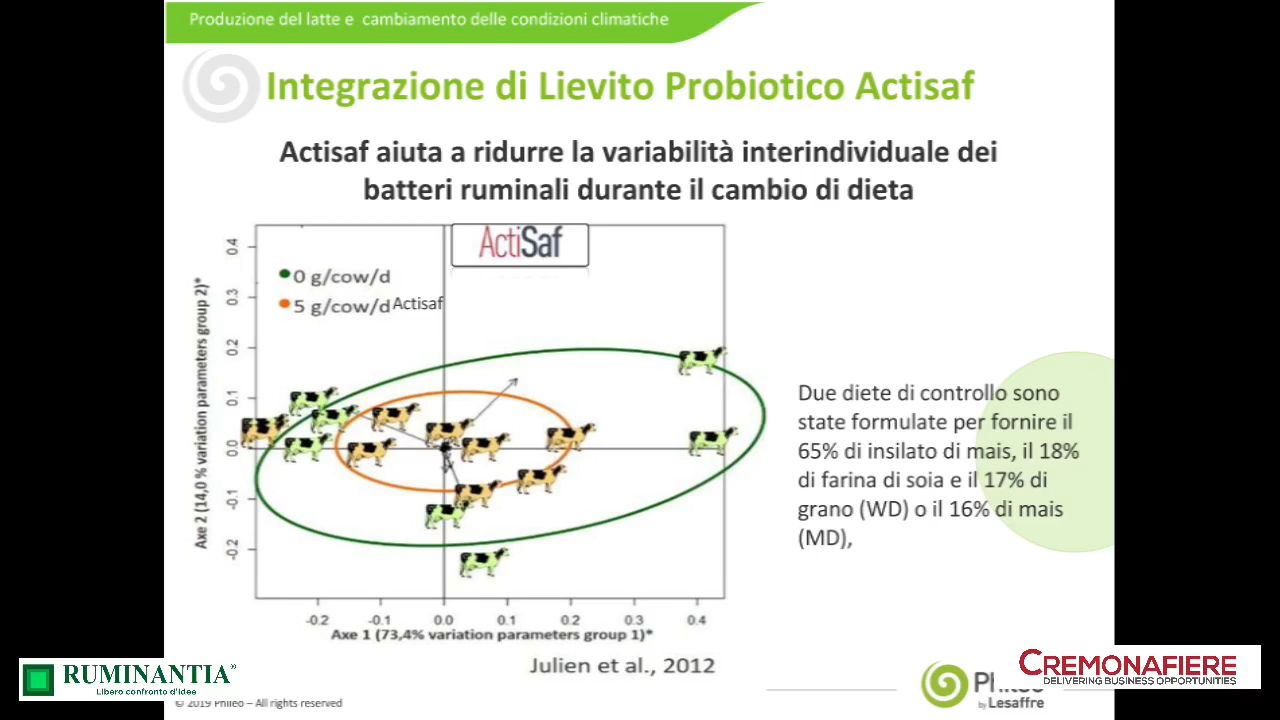 Produzione del latte e cambiamento delle condizioni climatiche
Integrazione di Lievito Probiotico Actisaf
Actisaf aiuta a ridurre la variabilità interindividuale dei
batteri ruminali durante il cambio di dieta
ActiSaf
0 g/cow/d
5 g/cow/d Actisaf
Axe 2 (14,0 % variation parameters group 2)*
0.4
0.3
0.2
0.1
0.0
-0.1
-0.2
-0.2 -0.1 0.0 0.1 0.2 0.3 0.4
Axe 1 (73,4% variation parameters group 1)*
Due diete di controllo sono
state formulate per fornire il
65% di insilato di mais, il 18%
di farina di soia e il 17% di
grano (WD) o il 16% di mais
(MD),
Julien et al., 2012
RUMINANTIA®
Libero confronto d'Idee
© 2019 Phileo – All rights reserved
by Lesaffre
CREMONAFIERE
DELIVERING BUSINESS OPPORTUNITIES